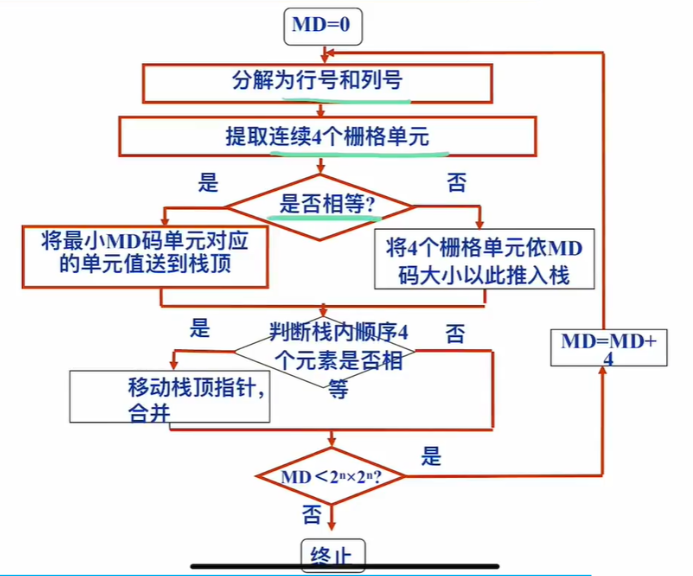 MD=0
分解为行号和列号
提取连续4个栅格单元
是
否
是否相等?
将最小MD码单元对应
的单元值送到栈顶
将4个栅格单元依MD
码大小以此推入栈
是
否
判断栈内顺序4
个元素是否相
等
移动栈顶指针，
合并
MD=MD+
4
MD＜2ⁿ×2ⁿ?
是
否
终止